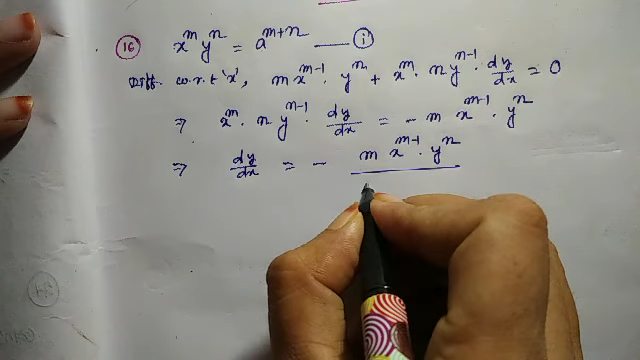 (16) x^m y^n = a^{m+n} —— (i)
Diff. w.r.t 'x', m x^{m-1} · y^n + x^m · n y^{n-1} · dy/dx = 0
⇒ x^m · n y^{n-1} · dy/dx = - m x^{m-1} · y^n
⇒ dy/dx = - m x^{m-1} · y^n